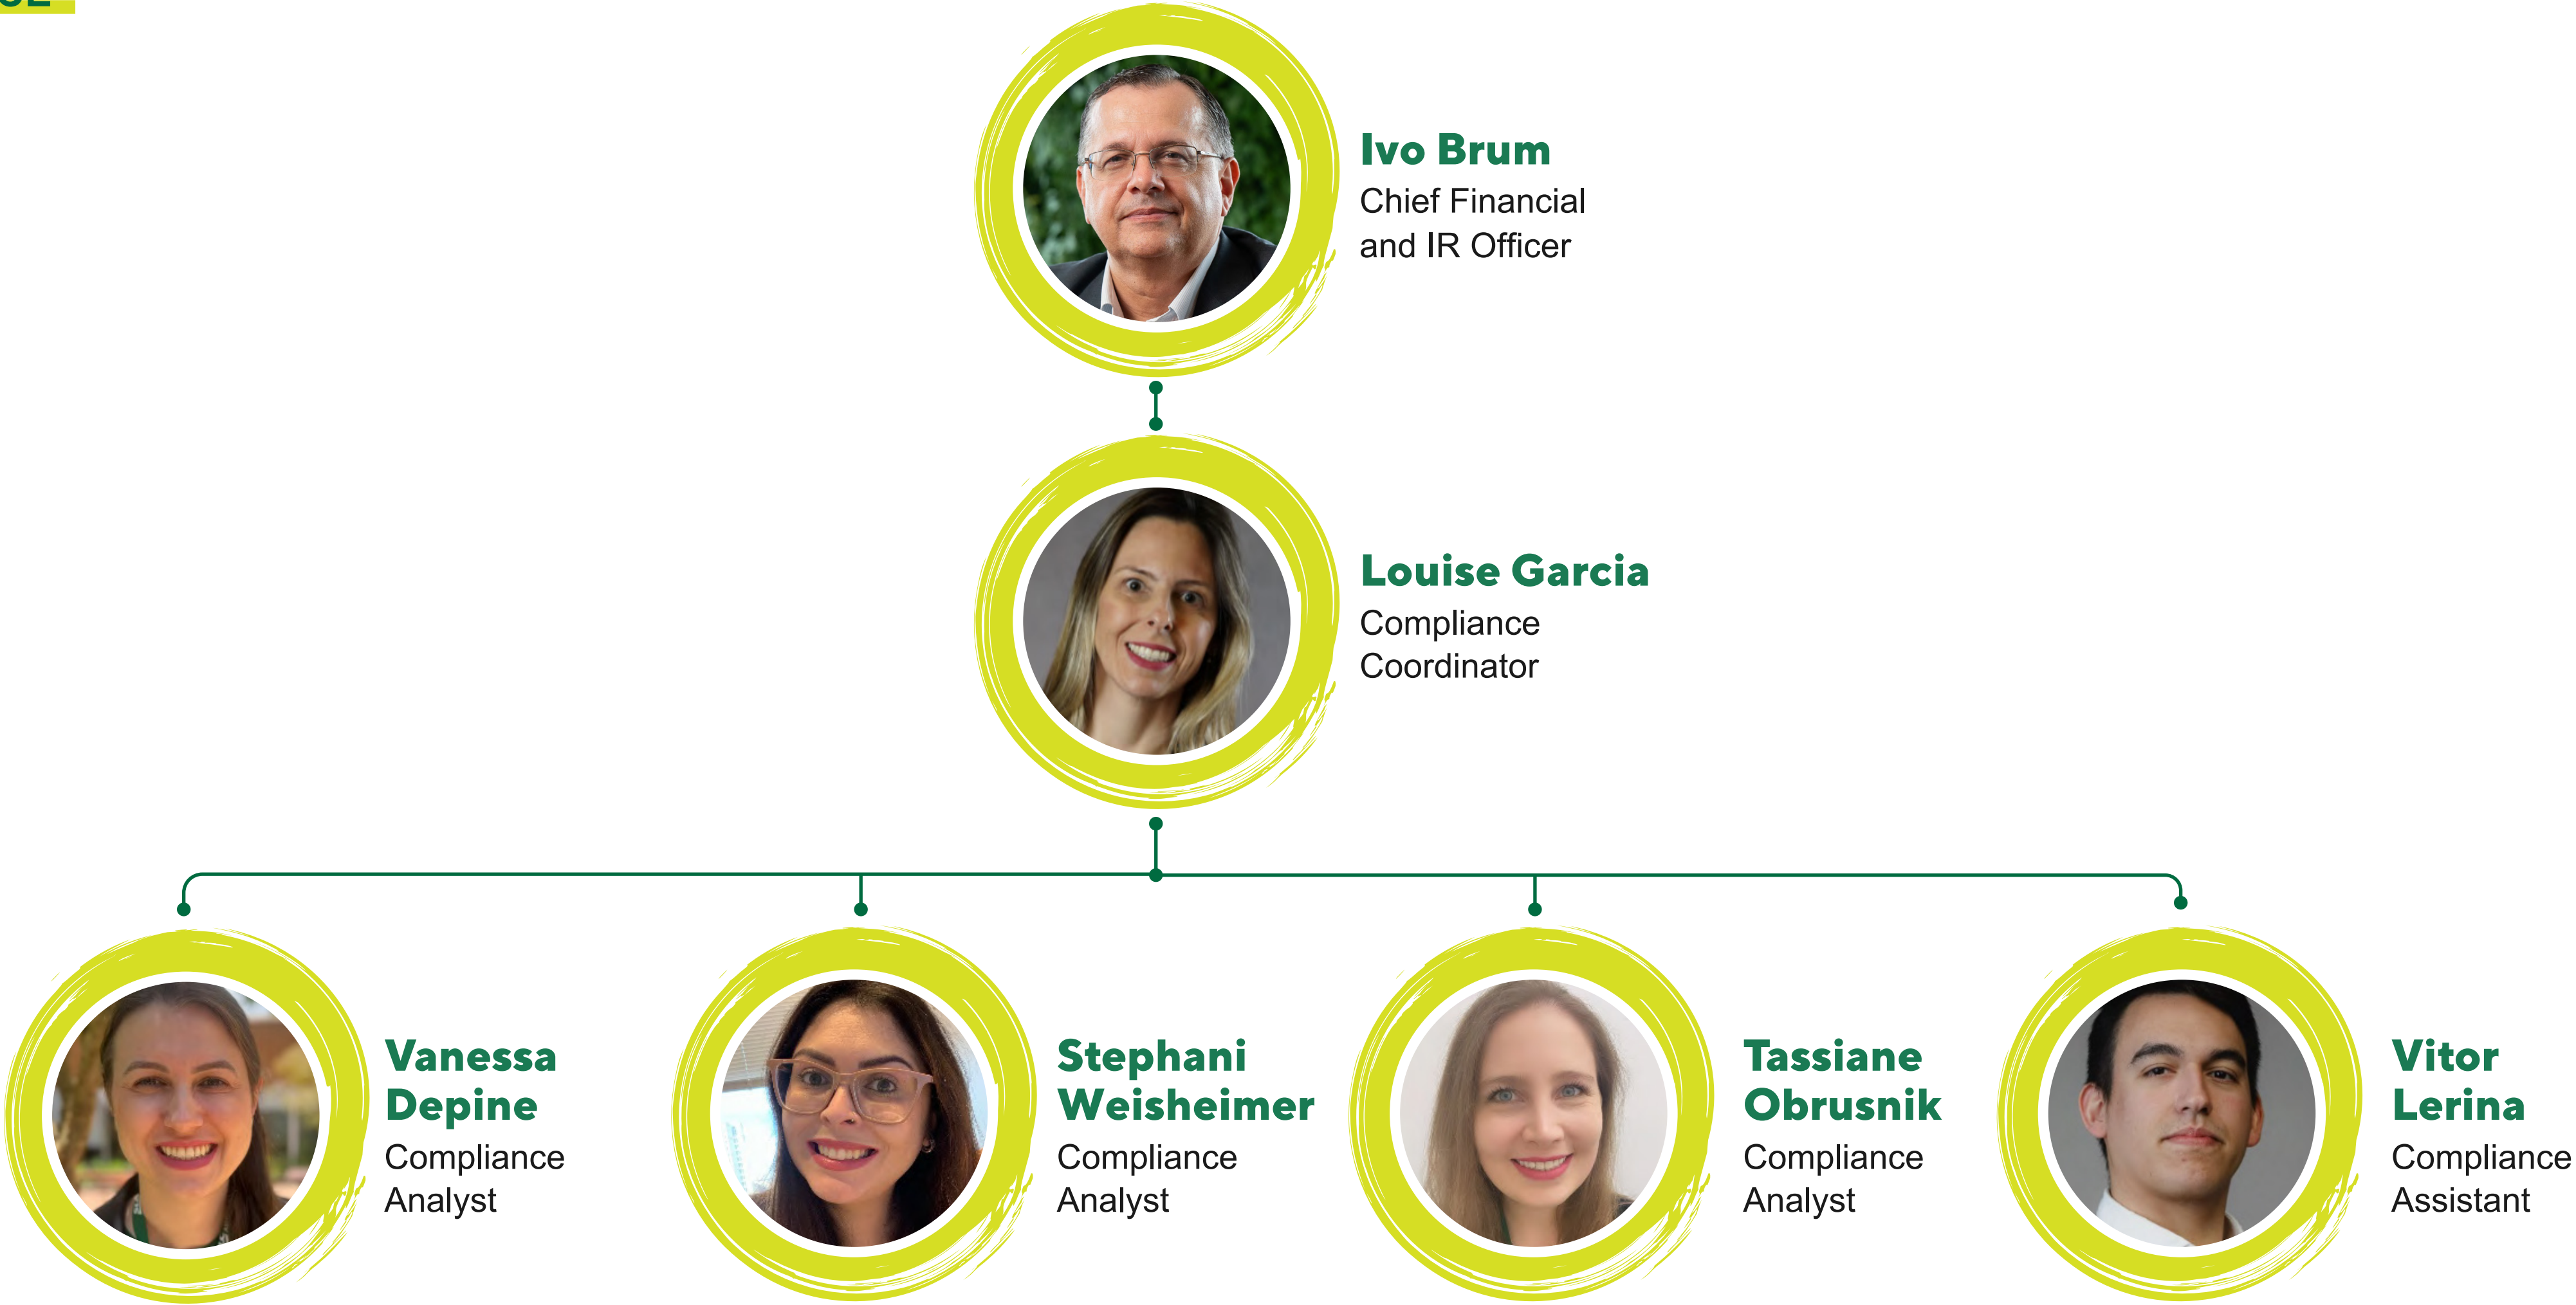 Ivo Brum
Chief Financial
and IR Officer
Louise Garcia
Compliance
Coordinator
Vanessa
Depine
Compliance
Analyst
Stephani
Weisheimer
Compliance
Analyst
Tassiane
Obrusnik
Compliance
Analyst
Vitor
Lerina
Compliance
Assistant